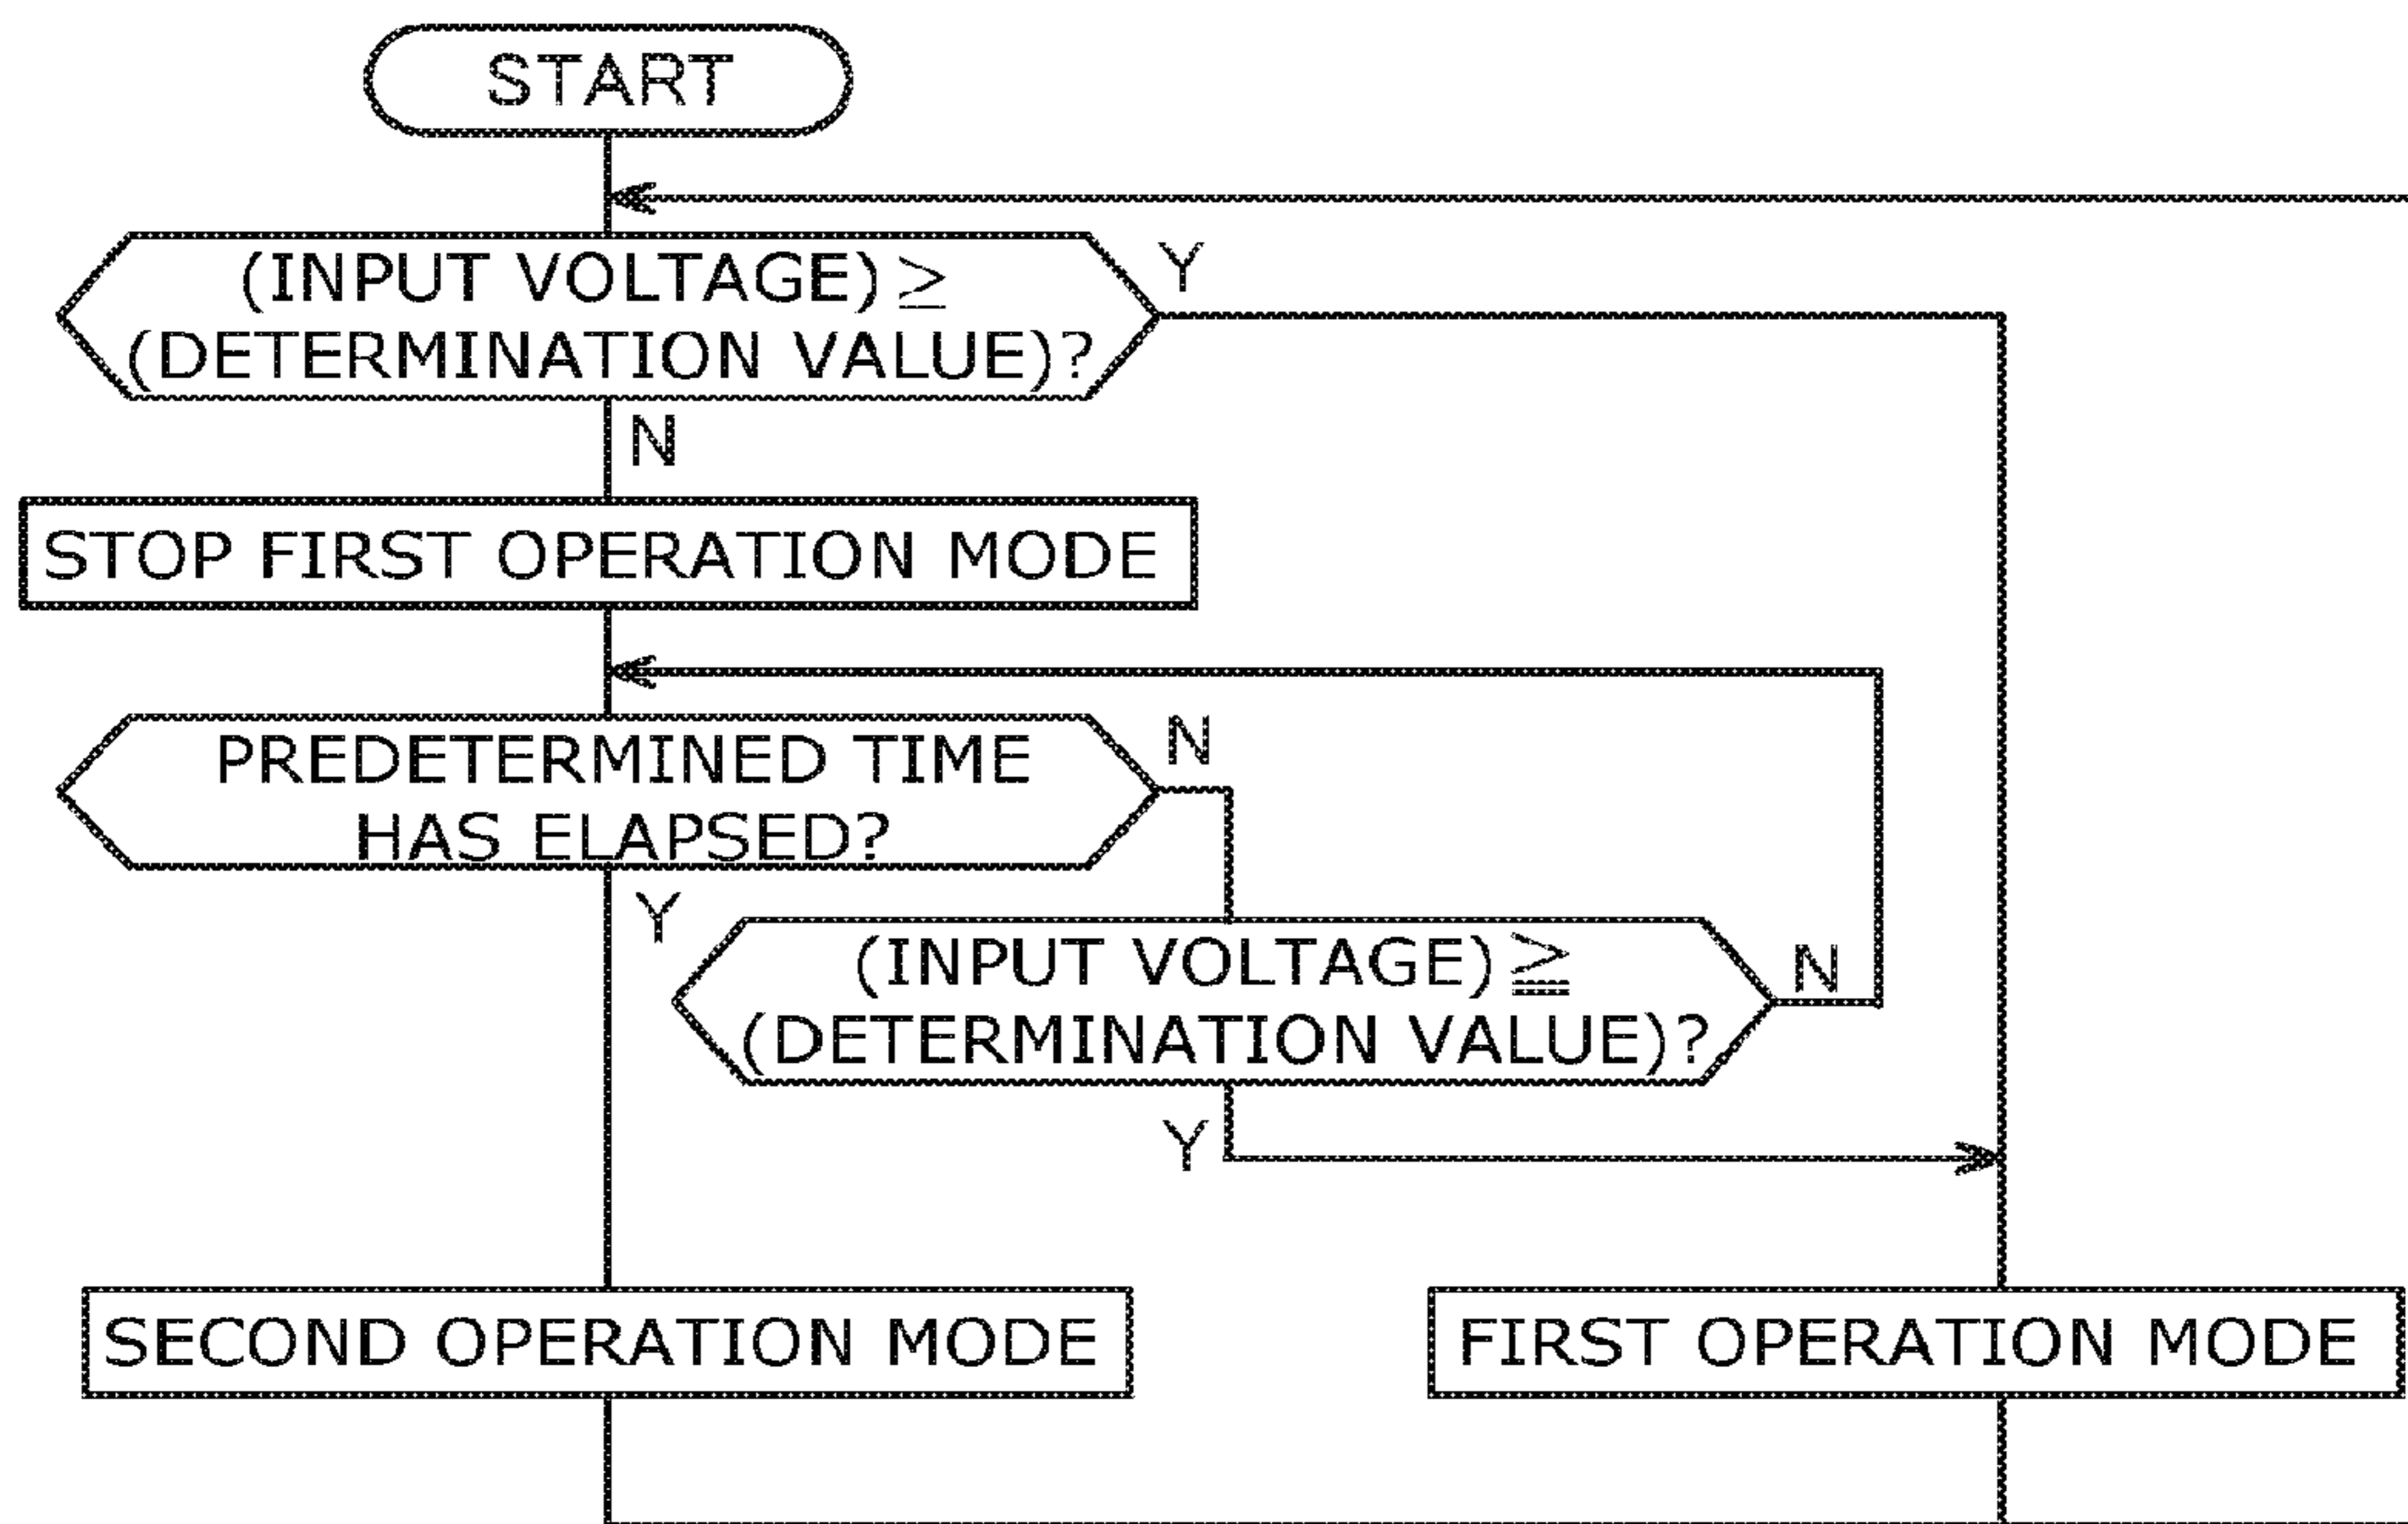 START
(INPUT VOLTAGE) ≥
(DETERMINATION VALUE)?
Y
N
STOP FIRST OPERATION MODE
PREDETERMINED TIME
HAS ELAPSED?
N
Y
(INPUT VOLTAGE) ≧
(DETERMINATION VALUE)?
N
Y
SECOND OPERATION MODE
FIRST OPERATION MODE